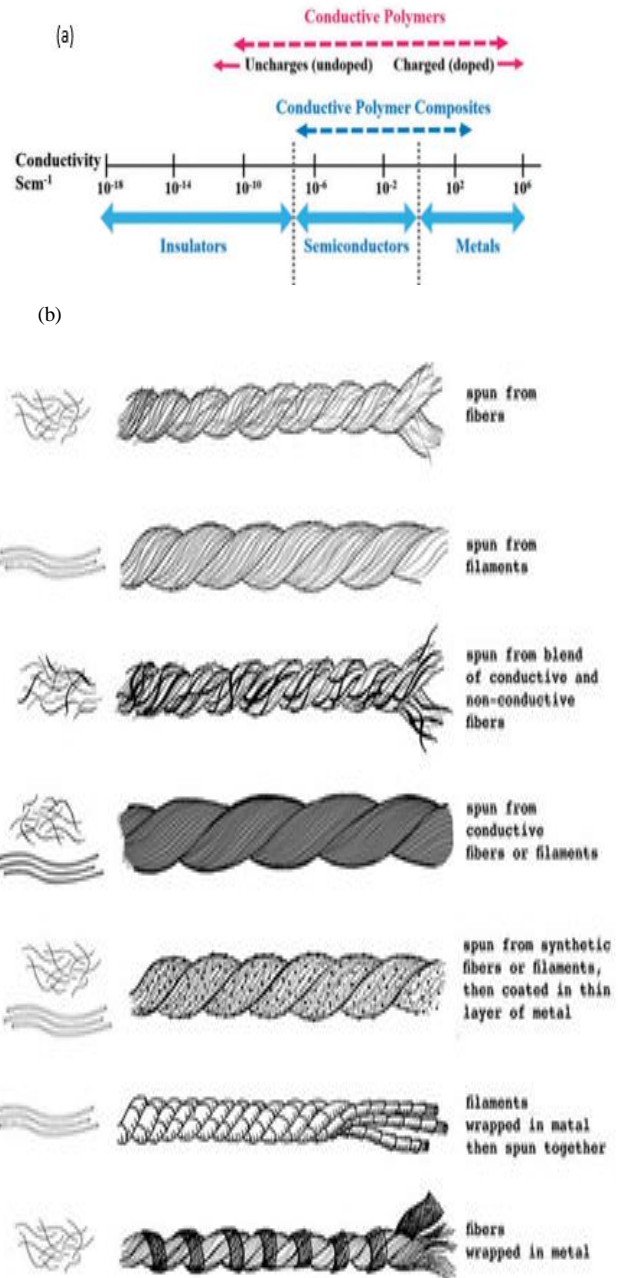 (a)
Conductive Polymers
Uncharges (undoped) Charged (doped)
Conductive Polymer Composites
Conductivity
Scm⁻¹
10⁻¹⁸ 10⁻¹⁴ 10⁻¹⁰ 10⁻⁶ 10⁻² 10² 10⁶
Insulators Semiconductors Metals
(b)
spun from
fibers
spun from
filaments
spun from blend
of conductive and
non-conductive
fibers
spun from
conductive
fibers or filaments
spun from synthetic
fibers or filaments,
then coated in thin
layer of metal
filaments
wrapped in matal
then spun together
fibers
wrapped in metal